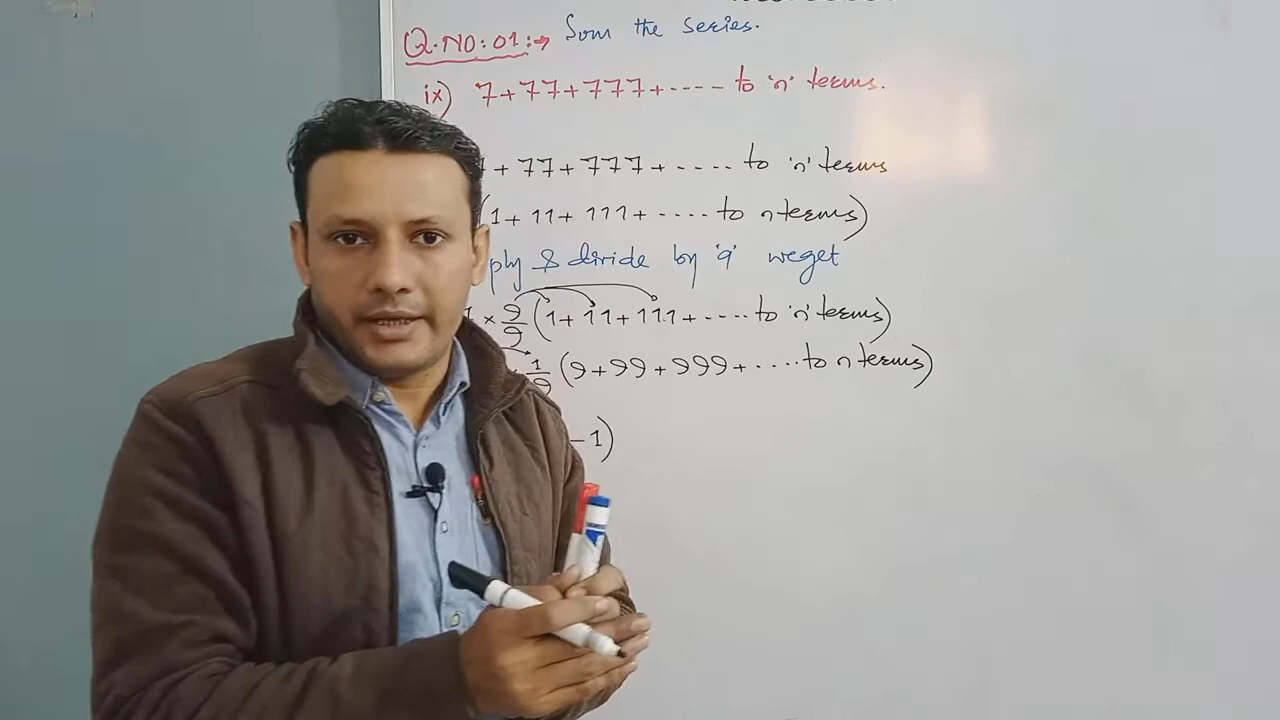 Q.NO:01:→ Sum the series.
ix) 7+77+777+---- to 'n' terms.
+ 77+ 777+ ---- to 'n' terms
(1+ 11+ 111+ ---- to n terms)
ply & divide by '9' we get
× 9/9 (1+11+111+ ---- to 'n' terms)
1/9 (9+99+999+ ---- to n terms)
-1)